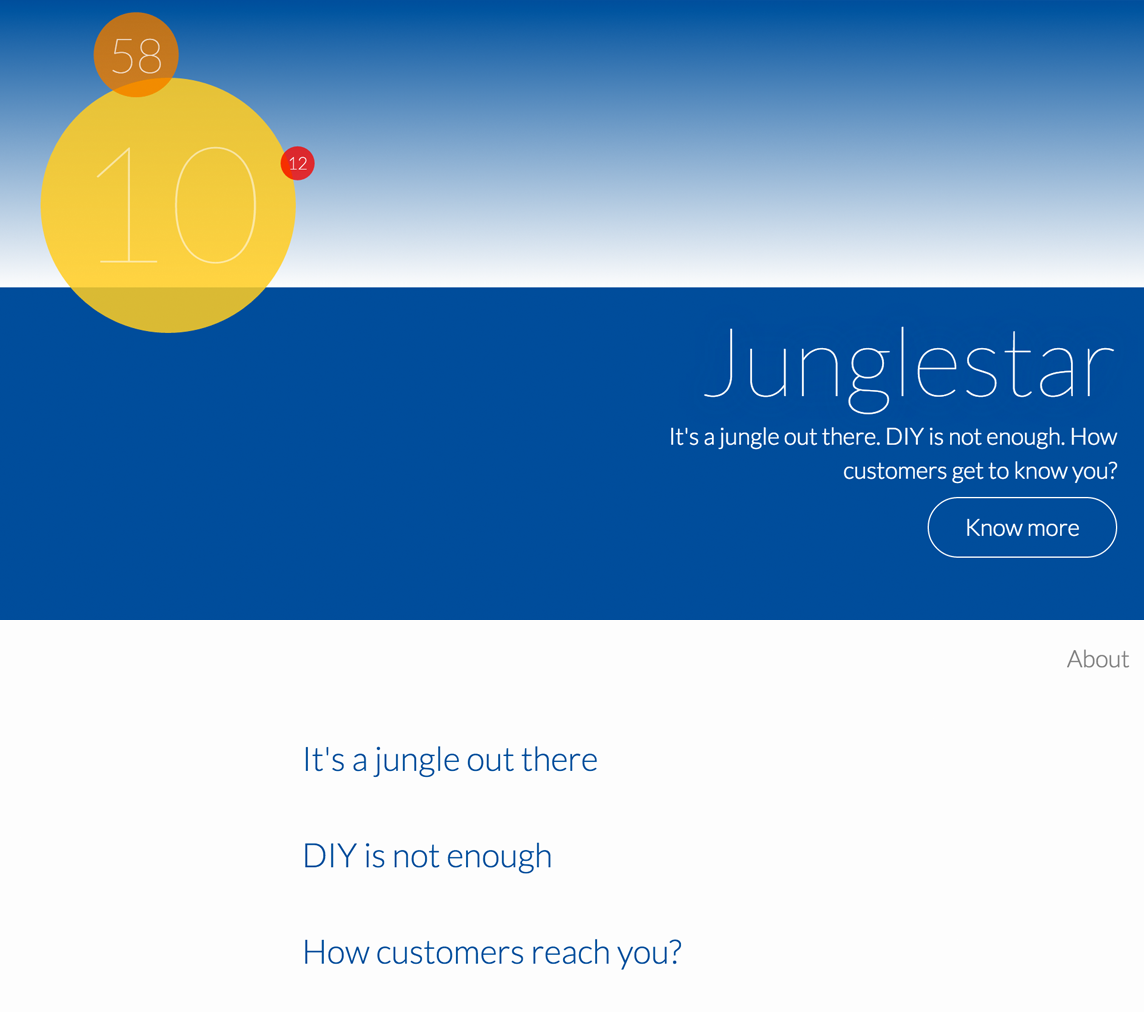 58
10
12
Junglestar
It's a jungle out there. DIY is not enough. How
customers get to know you?
Know more
About
It's a jungle out there
DIY is not enough
How customers reach you?